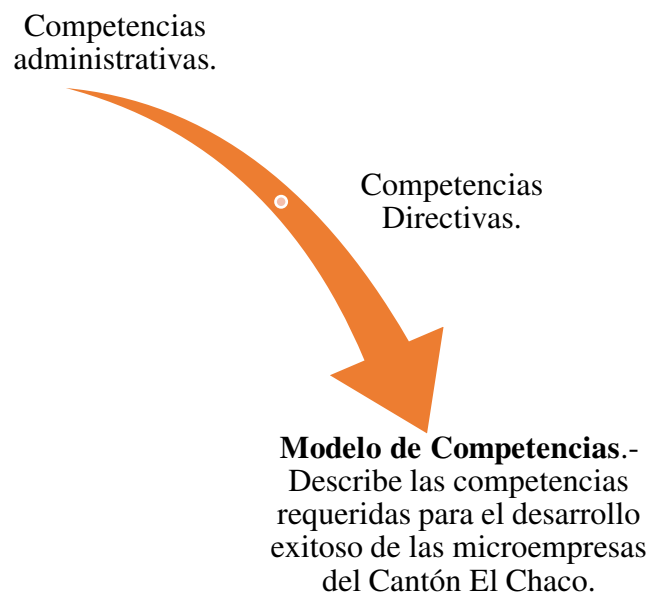 Competencias
administrativas.
Competencias
Directivas.
Modelo de Competencias.-
Describe las competencias
requeridas para el desarrollo
exitoso de las microempresas
del Cantón El Chaco.